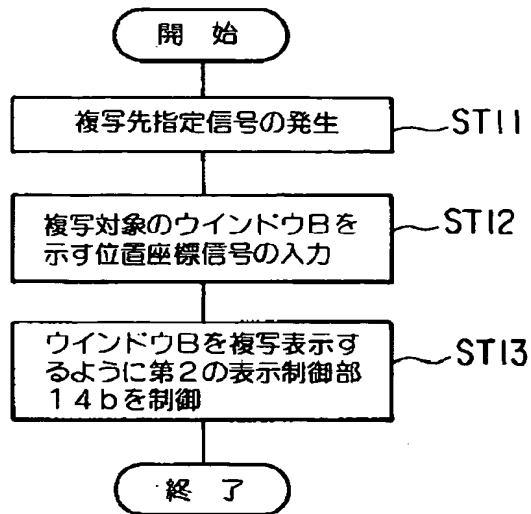 開 始
複写先指定信号の発生
ST11
複写対象のウインドウBを
示す位置座標信号の入力
ST12
ウインドウBを複写表示す
るように第2の表示制御部
14bを制御
ST13
終 了